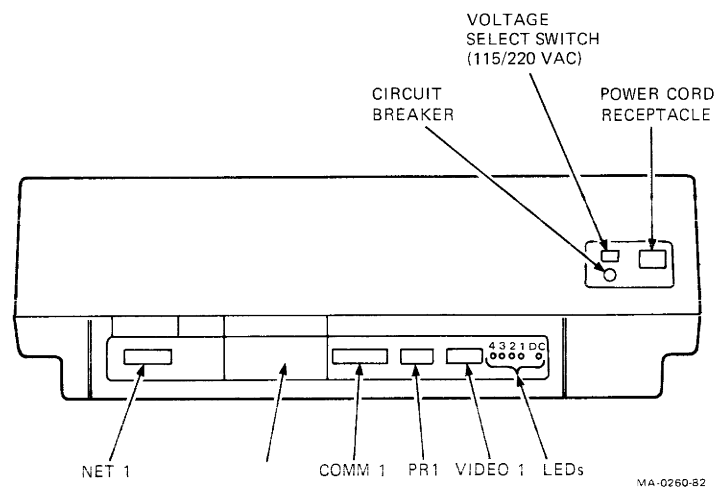 VOLTAGE
SELECT SWITCH
(115/220 VAC)
CIRCUIT
BREAKER
POWER CORD
RECEPTACLE
4 3 2 1 DC
NET 1
COMM 1
PR1
VIDEO 1
LEDs
MA-0260-82